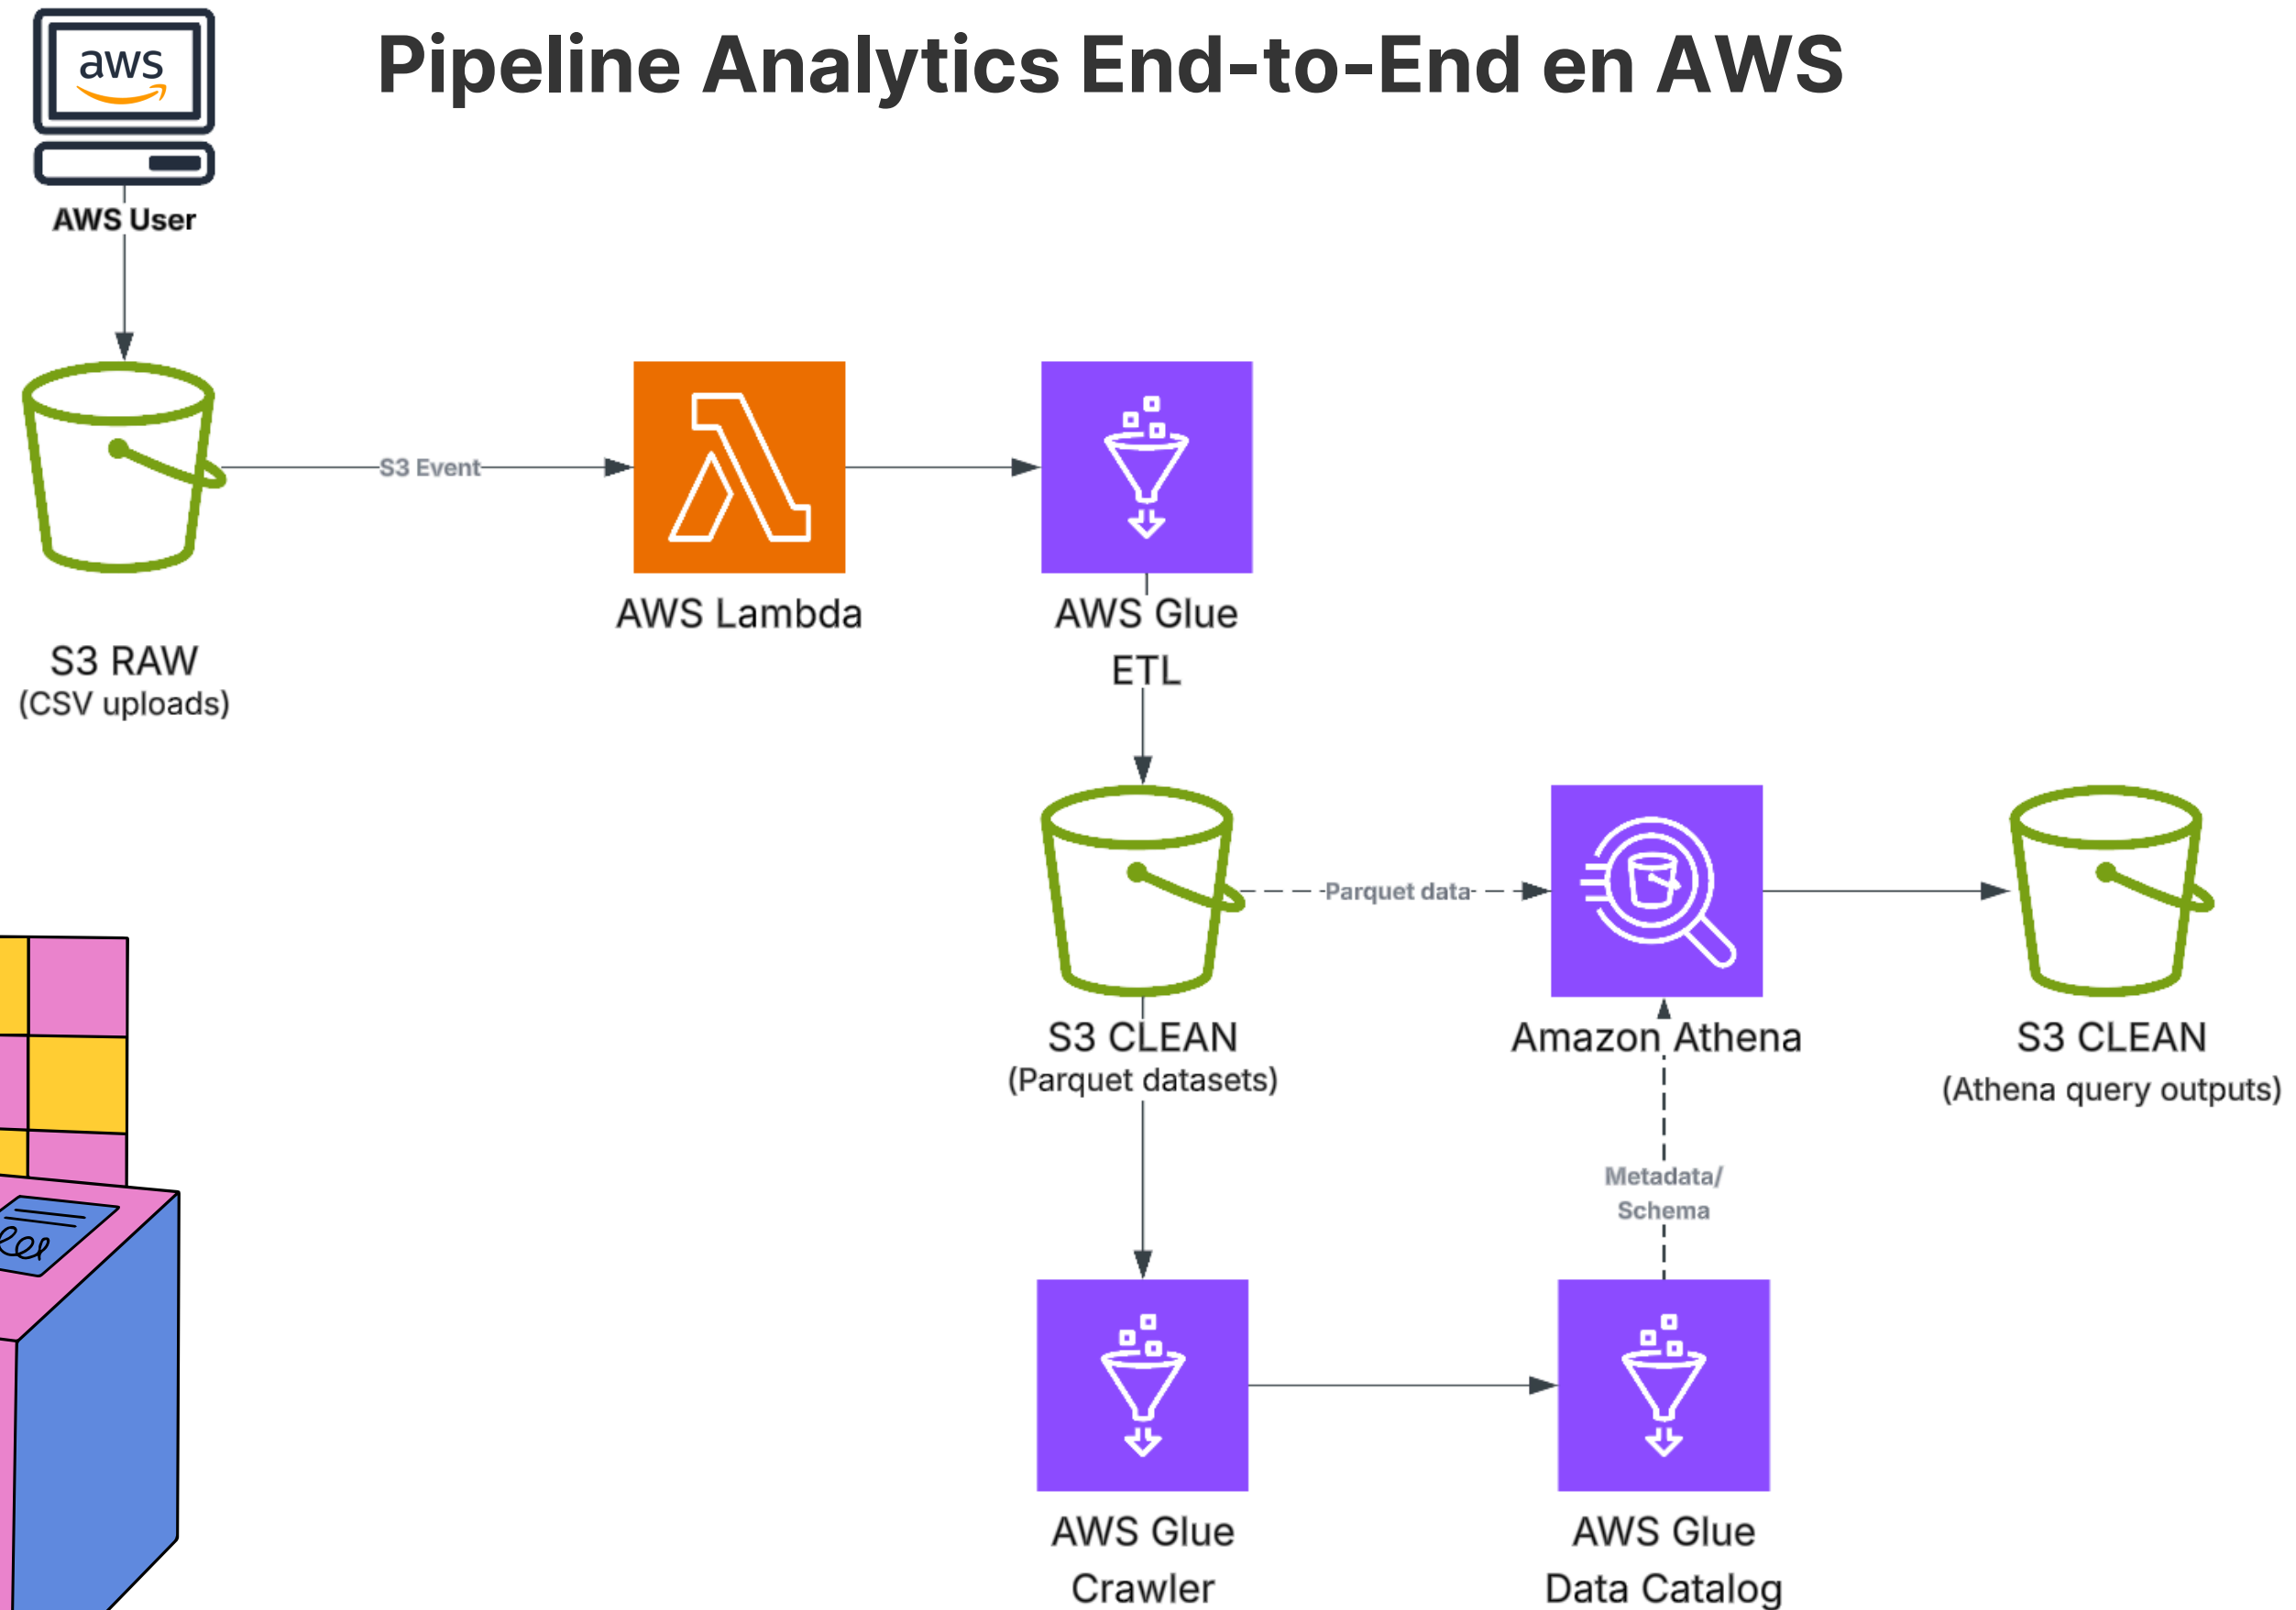 aws
Pipeline Analytics End-to-End en AWS
AWS User
S3 Event
AWS Lambda
AWS Glue
ETL
S3 RAW
(CSV uploads)
Parquet data
S3 CLEAN
(Parquet datasets)
Amazon Athena
S3 CLEAN
(Athena query outputs)
Metadata/
Schema
AWS Glue
Crawler
AWS Glue
Data Catalog